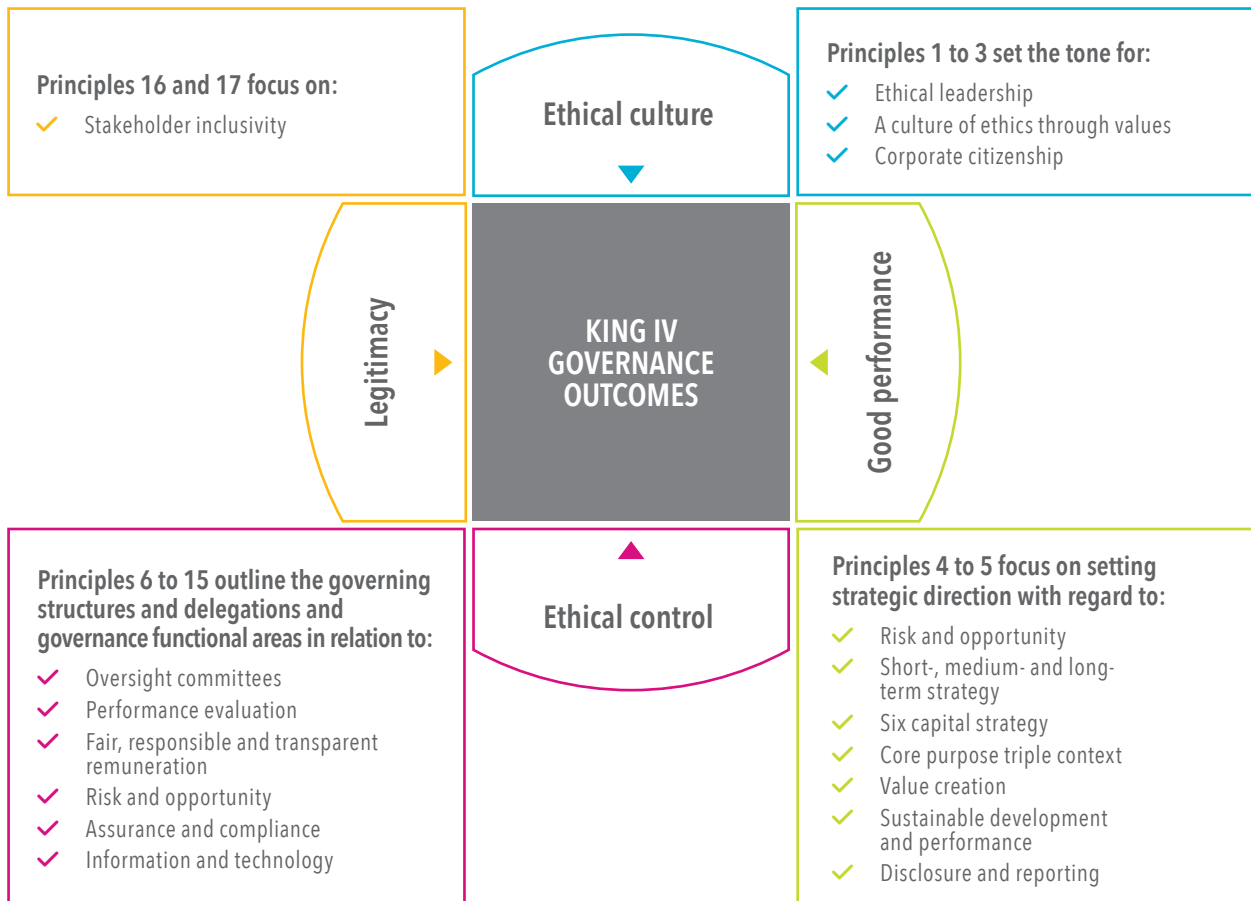 Principles 16 and 17 focus on:
Stakeholder inclusivity
Ethical culture
Principles 1 to 3 set the tone for:
Ethical leadership
A culture of ethics through values
Corporate citizenship
Legitimacy
KING IV
GOVERNANCE
OUTCOMES
Good performance
Principles 6 to 15 outline the governing
structures and delegations and
governance functional areas in relation to:
Oversight committees
Performance evaluation
Fair, responsible and transparent
remuneration
Risk and opportunity
Assurance and compliance
Information and technology
Ethical control
Principles 4 to 5 focus on setting
strategic direction with regard to:
Risk and opportunity
Short-, medium- and long-
term strategy
Six capital strategy
Core purpose triple context
Value creation
Sustainable development
and performance
Disclosure and reporting